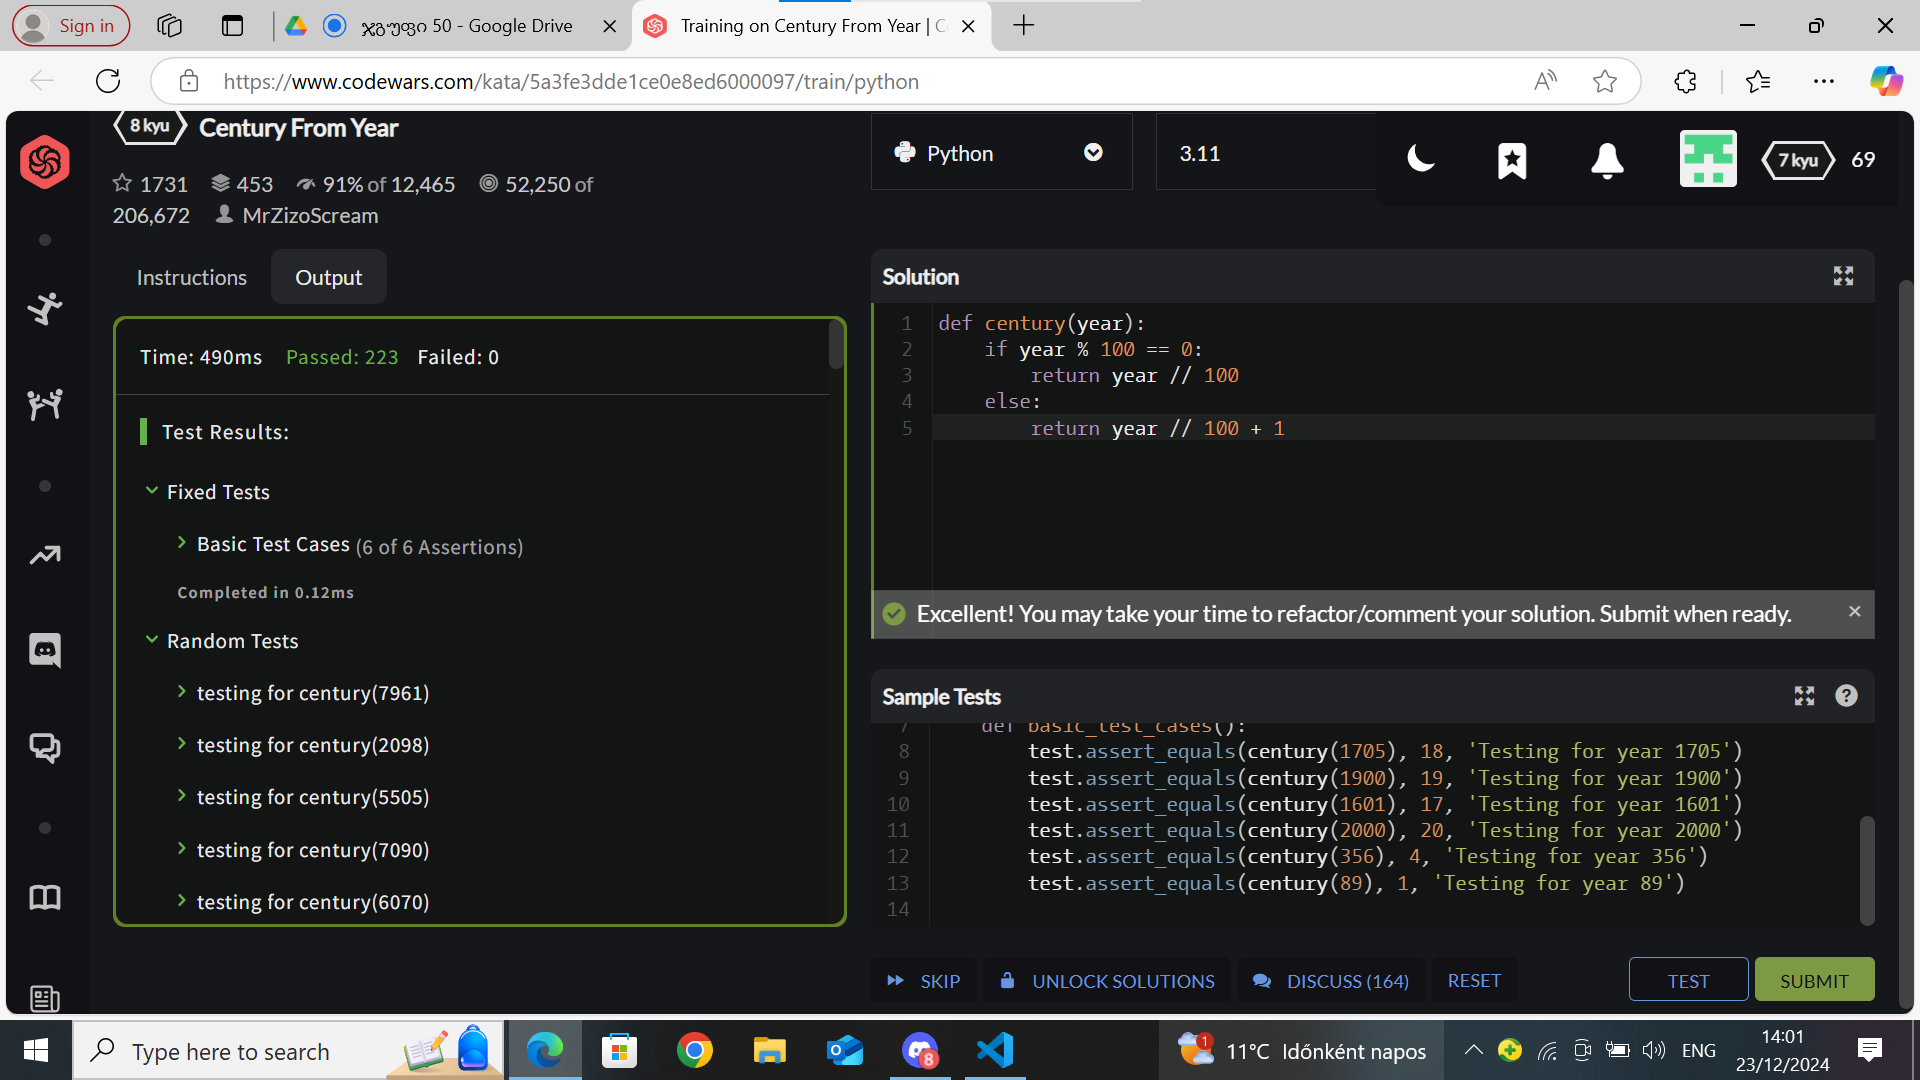 Sign in
ჯგუფი 50 - Google Drive
Training on Century From Year | C
https://www.codewars.com/kata/5a3fe3dde1ce0e8ed6000097/train/python
8 kyu Century From Year
1731 453 91% of 12,465 52,250 of
206,672 MrZizoScream
Python
3.11
7 kyu 69
Instructions
Output
Time: 490ms Passed: 223 Failed: 0
Test Results:
Fixed Tests
Basic Test Cases (6 of 6 Assertions)
Completed in 0.12ms
Random Tests
testing for century(7961)
testing for century(2098)
testing for century(5505)
testing for century(7090)
testing for century(6070)
Solution
1 def century(year):
2 if year % 100 == 0:
3 return year // 100
4 else:
5 return year // 100 + 1
Excellent! You may take your time to refactor/comment your solution. Submit when ready.
Sample Tests
7 def basic_test_cases():
8 test.assert_equals(century(1705), 18, 'Testing for year 1705')
9 test.assert_equals(century(1900), 19, 'Testing for year 1900')
10 test.assert_equals(century(1601), 17, 'Testing for year 1601')
11 test.assert_equals(century(2000), 20, 'Testing for year 2000')
12 test.assert_equals(century(356), 4, 'Testing for year 356')
13 test.assert_equals(century(89), 1, 'Testing for year 89')
14
SKIP
UNLOCK SOLUTIONS
DISCUSS (164)
RESET
TEST
SUBMIT
Type here to search
8
1
11°C Időnként napos
ENG
14:01
23/12/2024